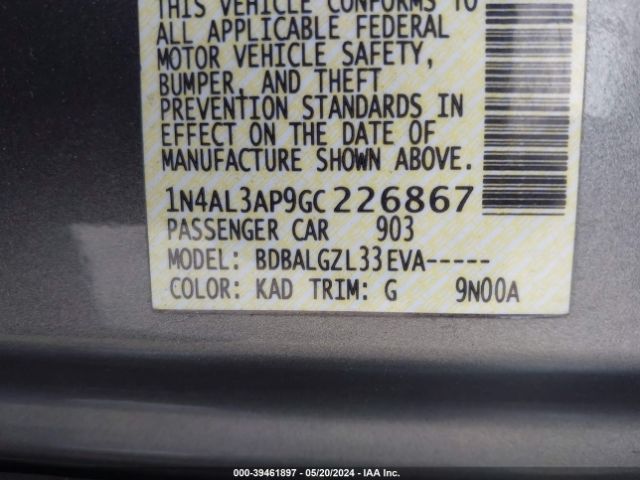 THIS VEHICLE CONFORMS TO
ALL APPLICABLE FEDERAL
MOTOR VEHICLE SAFETY,
BUMPER, AND THEFT
PREVENTION STANDARDS IN
EFFECT ON THE DATE OF
MANUFACTURE SHOWN ABOVE.
1N4AL3AP9GC226867
PASSENGER CAR 903
MODEL: BDBALGZL33EVA-----
COLOR: KAD TRIM: G 9N00A
000-39461897 - 05/20/2024 - IAA Inc.